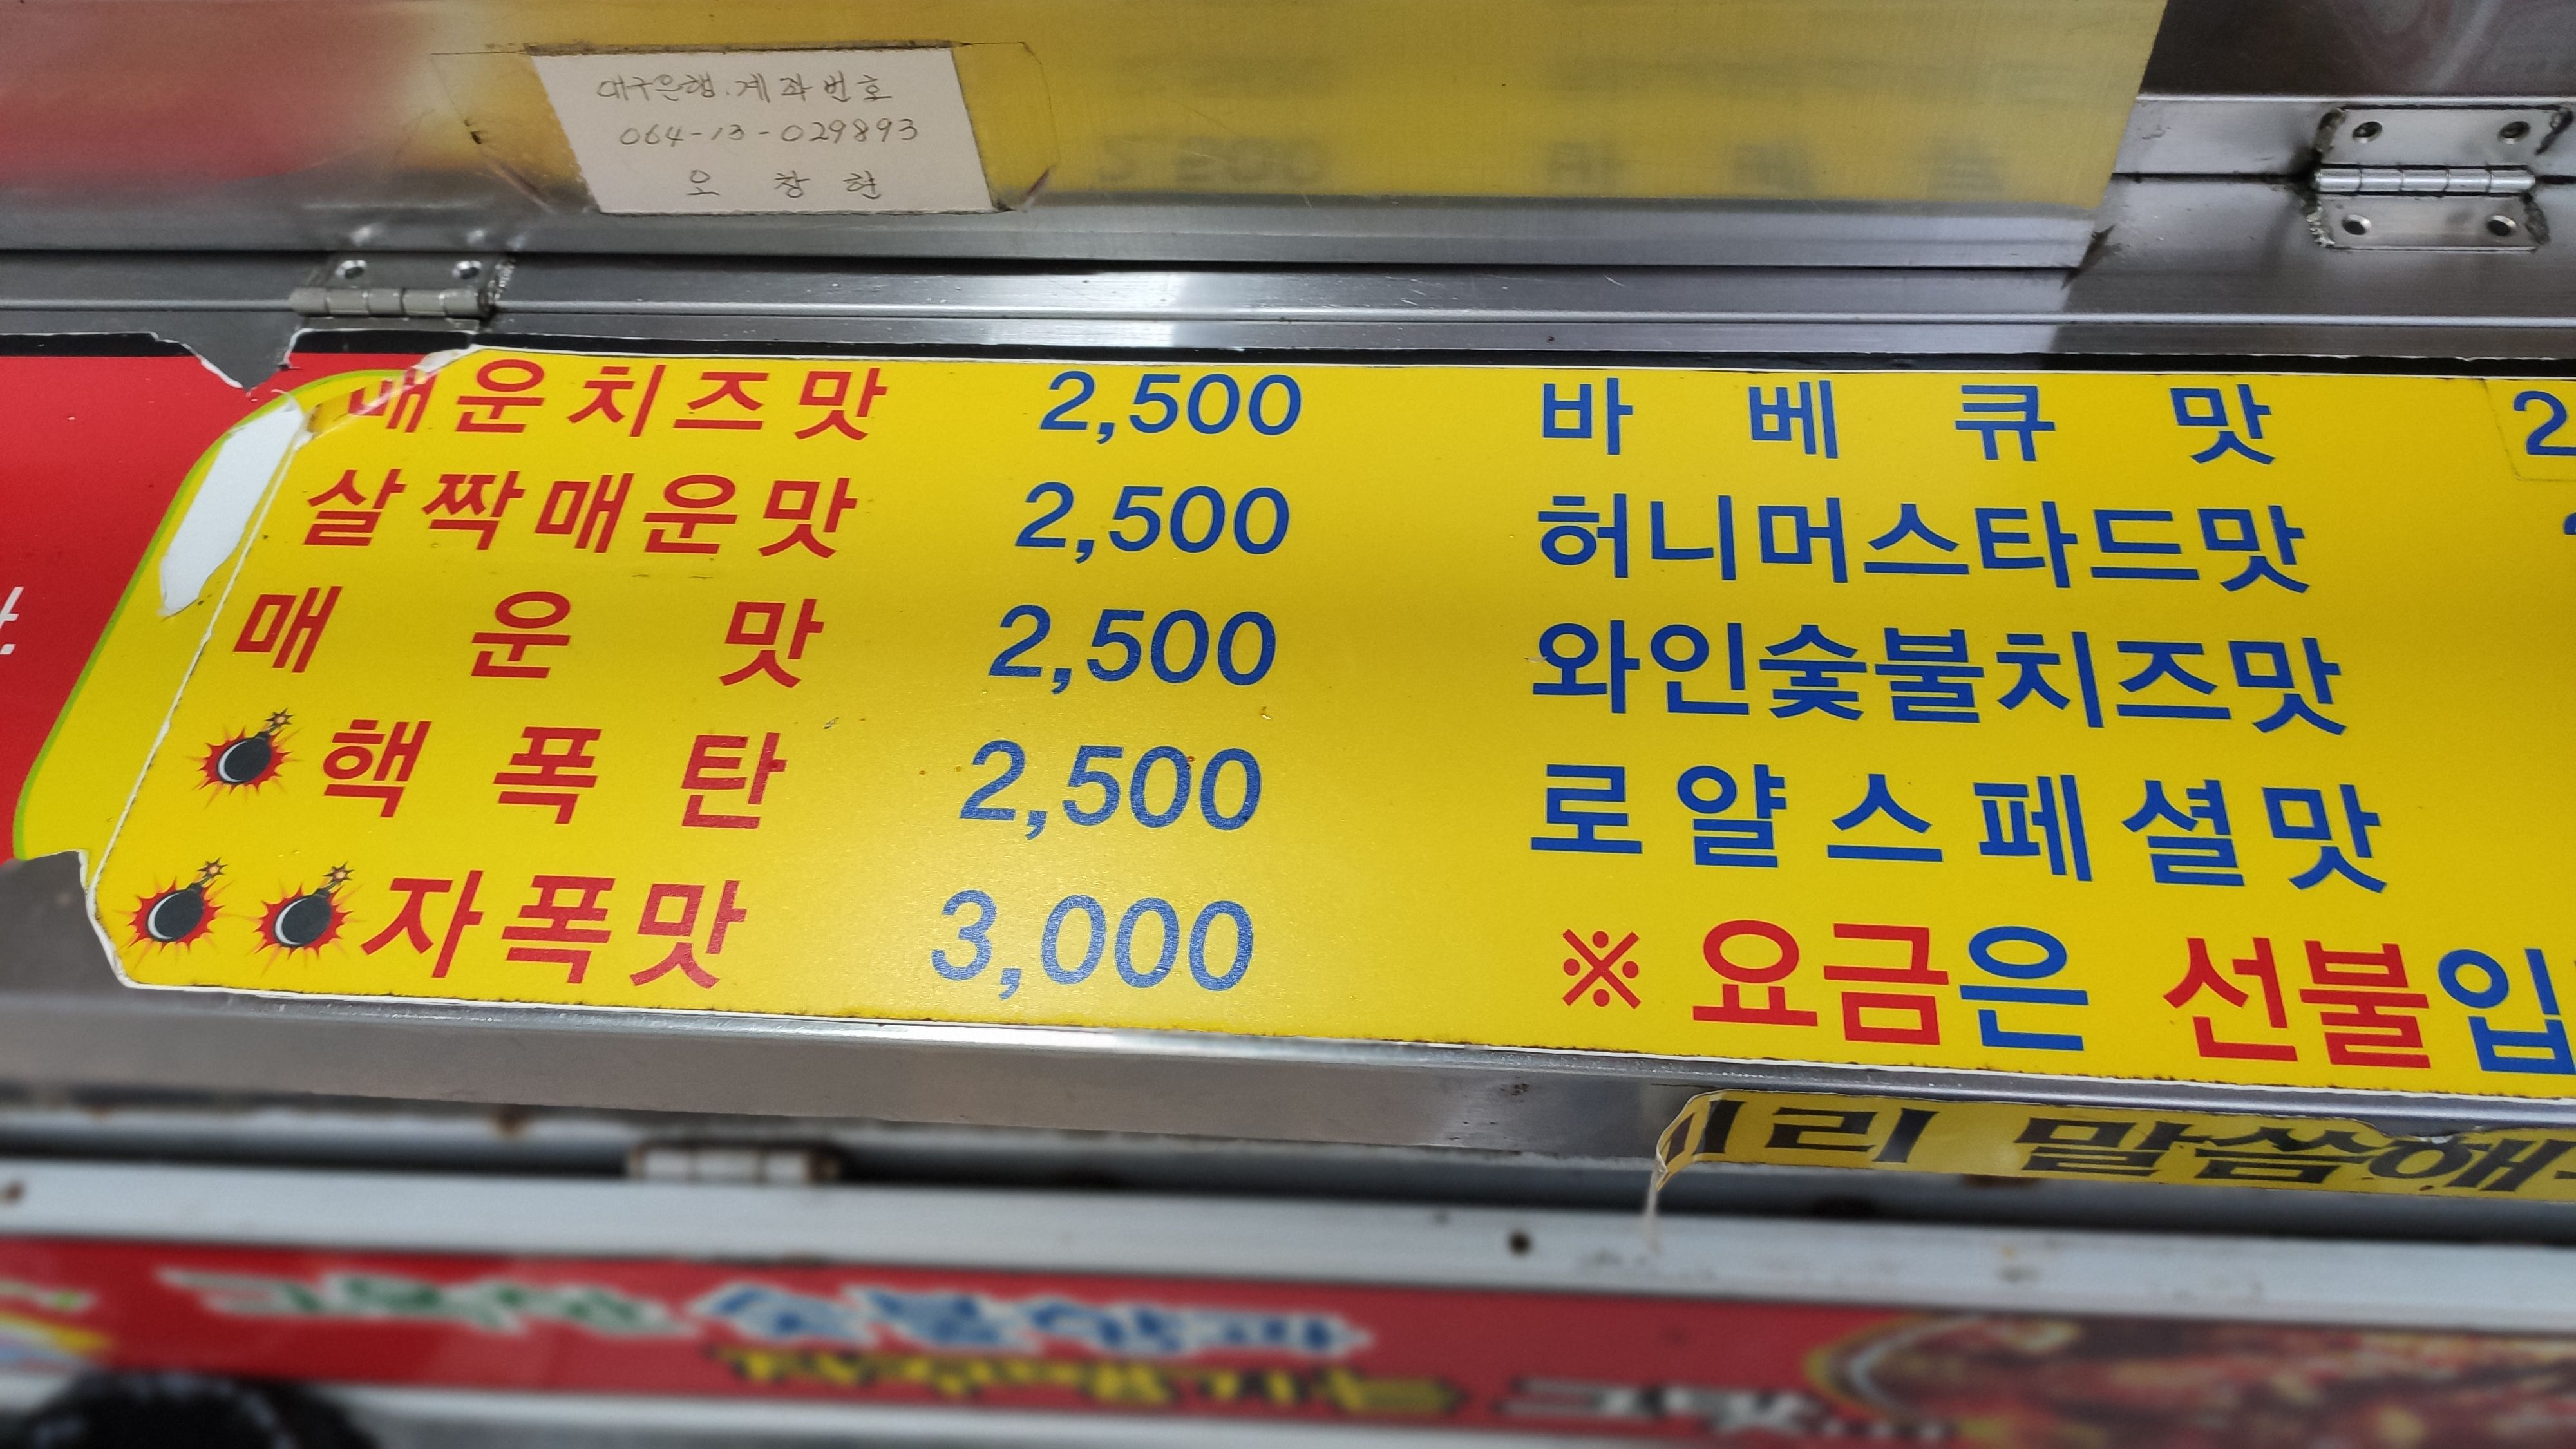 대구은행.계좌번호
064-13-029893
오 창 현
매운치즈맛 2,500
살짝매운맛 2,500
매 운 맛 2,500
핵 폭 탄 2,500
자폭맛 3,000
바 베 큐 맛 2
허니머스타드맛
와인숯불치즈맛
로얄스페셜맛
※ 요금은 선불입
리 말씀해